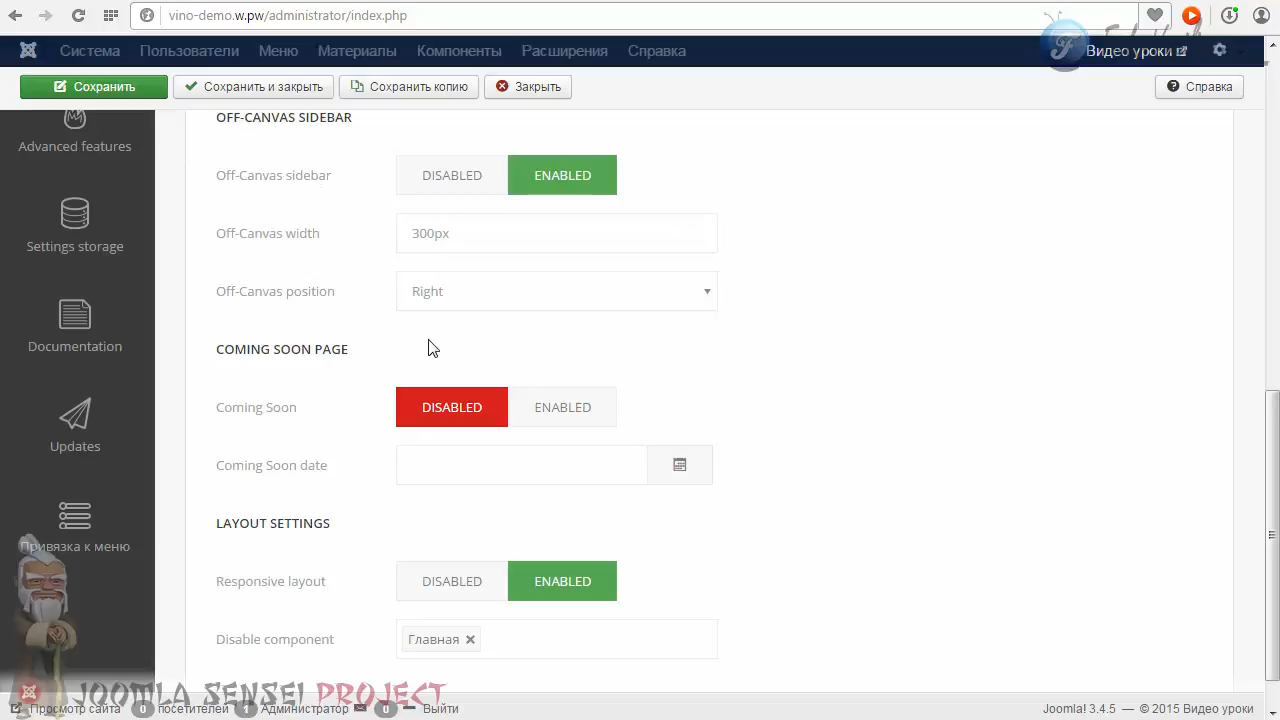 vino-demo.w.pw/administrator/index.php
Система Пользователи Меню Материалы Компоненты Расширения Справка Видео уроки
Сохранить Сохранить и закрыть Сохранить копию Закрыть Справка
OFF-CANVAS SIDEBAR
Advanced features
Off-Canvas sidebar DISABLED ENABLED
Off-Canvas width 300px
Settings storage
Off-Canvas position Right
Documentation
COMING SOON PAGE
Coming Soon DISABLED ENABLED
Updates
Coming Soon date
LAYOUT SETTINGS
Привязка к меню
Responsive layout DISABLED ENABLED
Disable component Главная
JOOMLA SENSEI PROJECT
Просмотр сайта 0 посетителей 1 Администратор 0 Выйти Joomla! 3.4.5 — © 2015 Видео уроки